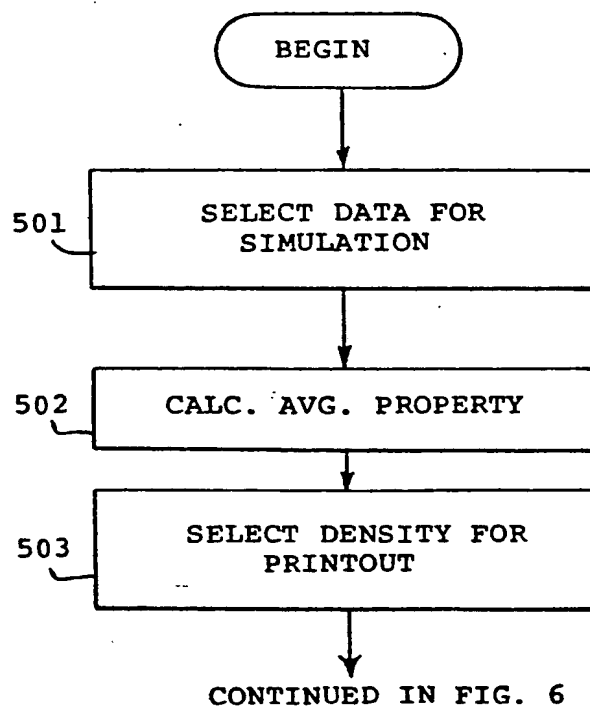 BEGIN
501
SELECT DATA FOR
SIMULATION
502
CALC. AVG. PROPERTY
503
SELECT DENSITY FOR
PRINTOUT
CONTINUED IN FIG. 6